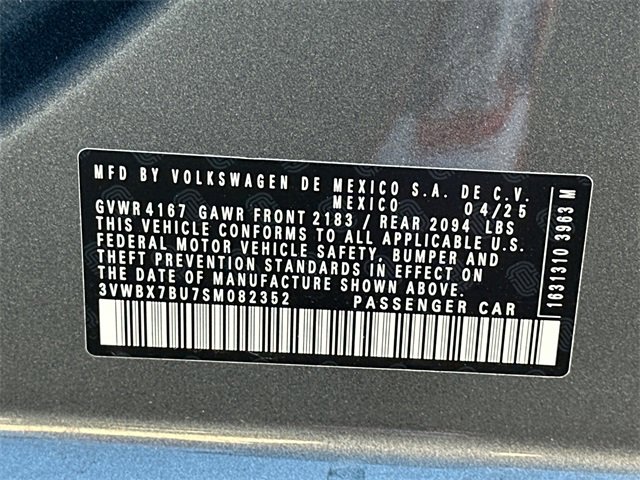 MFD BY VOLKSWAGEN DE MEXICO S.A. DE C.V.
MEXICO 04/25
GVWR 4167 GAWR FRONT 2183 / REAR 2094 LBS
THIS VEHICLE CONFORMS TO ALL APPLICABLE U.S.
FEDERAL MOTOR VEHICLE SAFETY, BUMPER AND
THEFT PREVENTION STANDARDS IN EFFECT ON
THE DATE OF MANUFACTURE SHOWN ABOVE.
3VWBX7BU7SM082352 PASSENGER CAR
1631310 3963 M